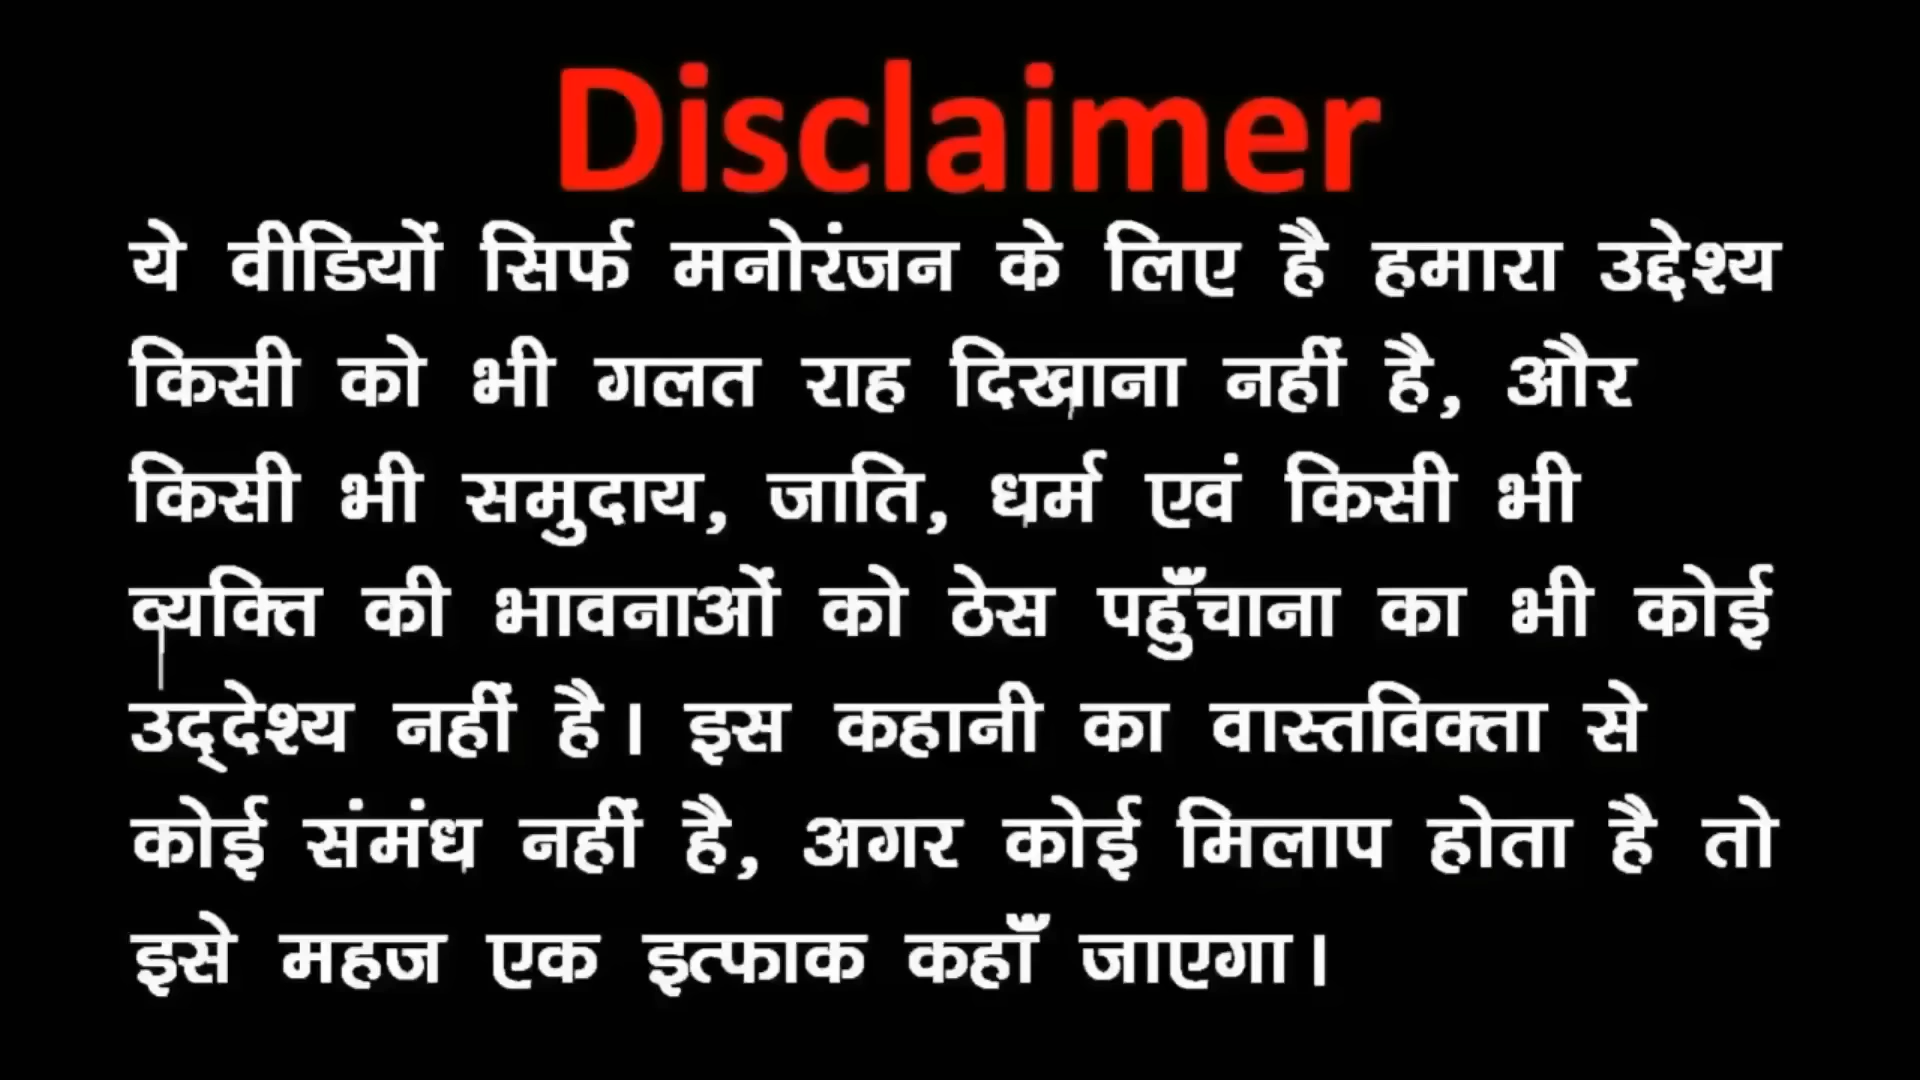 Disclaimer
ये वीडियों सिर्फ मनोरंजन के लिए है हमारा उद्देश्य
किसी को भी गलत राह दिखाना नहीं है, और
किसी भी समुदाय, जाति, धर्म एवं किसी भी
व्यक्ति की भावनाओं को ठेस पहुँचाना का भी कोई
उद्‌देश्य नहीं है। इस कहानी का वास्तविक्ता से
कोई संमंध नहीं है, अगर कोई मिलाप होता है तो
इसे महज एक इत्फाक कहाँ जाएगा।